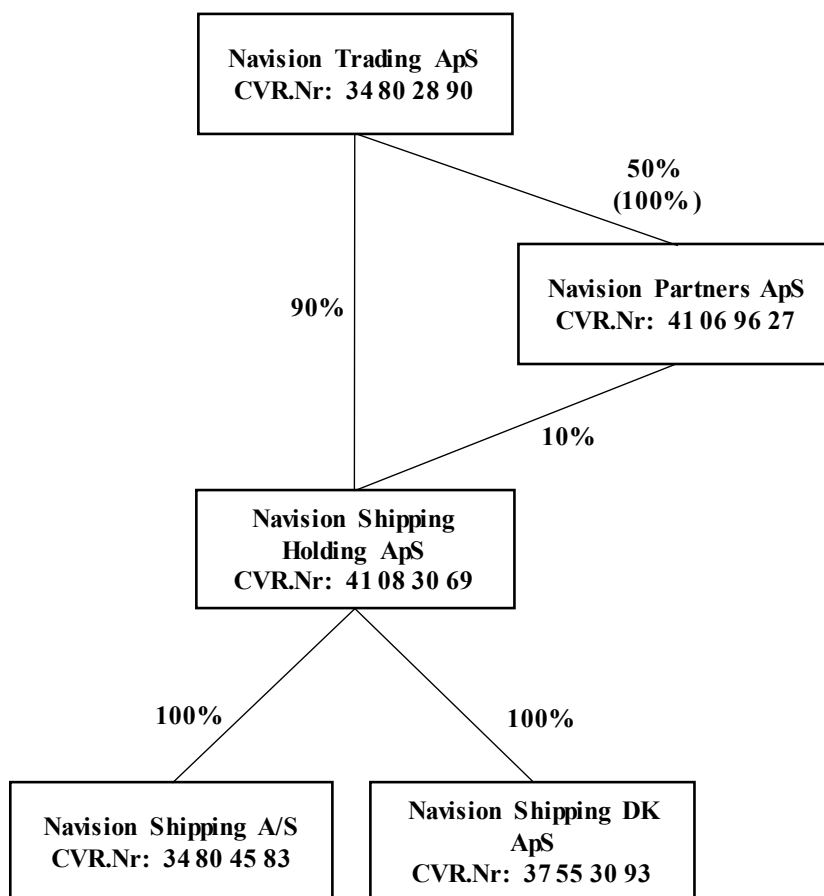 Navision Trading ApS
CVR.Nr: 34 80 28 90
50%
(100%)
Navision Partners ApS
CVR.Nr: 41 06 96 27
90%
10%
Navision Shipping
Holding ApS
CVR.Nr: 41 08 30 69
100%
100%
Navision Shipping A/S
CVR.Nr: 34 80 45 83
Navision Shipping DK
ApS
CVR.Nr: 37 55 30 93